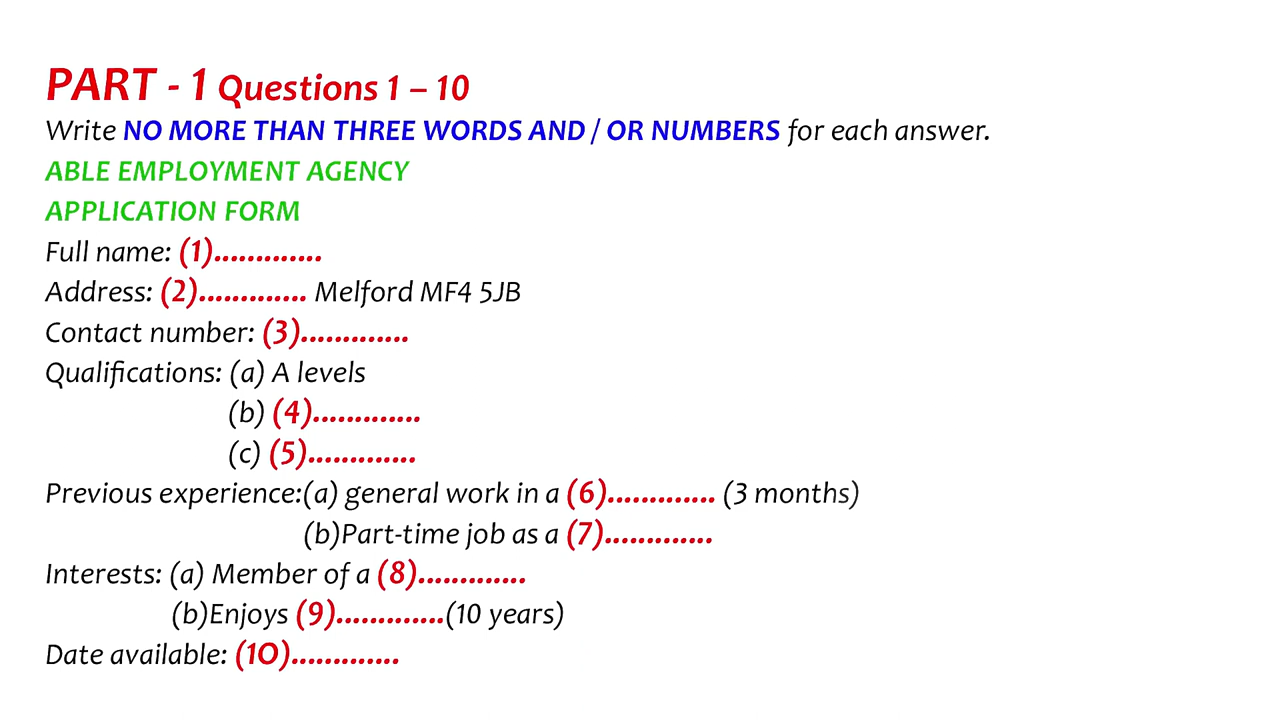 PART - 1 Questions 1 – 10
Write NO MORE THAN THREE WORDS AND / OR NUMBERS for each answer.
ABLE EMPLOYMENT AGENCY
APPLICATION FORM
Full name: (1).............
Address: (2)............. Melford MF4 5JB
Contact number: (3).............
Qualifications: (a) A levels
(b) (4).............
(c) (5).............
Previous experience:(a) general work in a (6)............. (3 months)
(b)Part-time job as a (7).............
Interests: (a) Member of a (8).............
(b)Enjoys (9).............(10 years)
Date available: (10).............